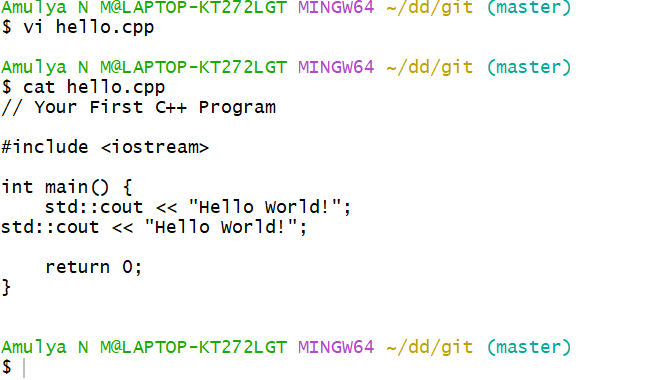 Amulya N M@LAPTOP-KT272LGT MINGW64 ~/dd/git (master)
$ vi hello.cpp

Amulya N M@LAPTOP-KT272LGT MINGW64 ~/dd/git (master)
$ cat hello.cpp
// Your First C++ Program

#include <iostream>

int main() {
    std::cout << "Hello World!";
std::cout << "Hello World!";

    return 0;
}

Amulya N M@LAPTOP-KT272LGT MINGW64 ~/dd/git (master)
$